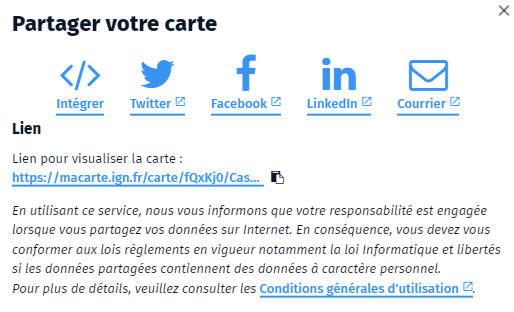 Partager votre carte
Intégrer Twitter Facebook LinkedIn Courrier
Lien
Lien pour visualiser la carte :
https://macarte.ign.fr/carte/fQxKj0/Cas...
En utilisant ce service, nous vous informons que votre responsabilité est engagée
lorsque vous partagez vos données sur Internet. En conséquence, vous devez vous
conformer aux lois règlements en vigueur notamment la loi Informatique et libertés
si les données partagées contiennent des données à caractère personnel.
Pour plus de détails, veuillez consulter les Conditions générales d'utilisation.